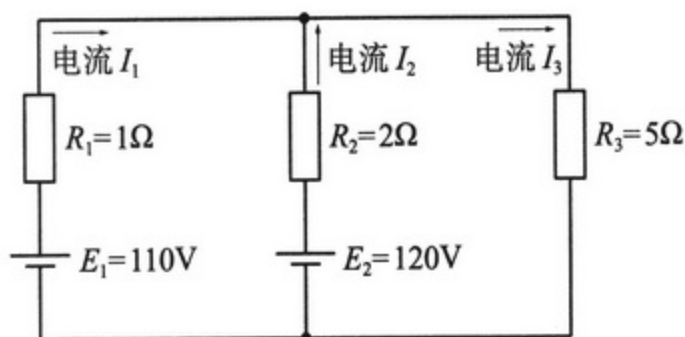 电流 I₁
电流 I₂
电流 I₃
R₁=1Ω
R₂=2Ω
R₃=5Ω
E₁=110V
E₂=120V